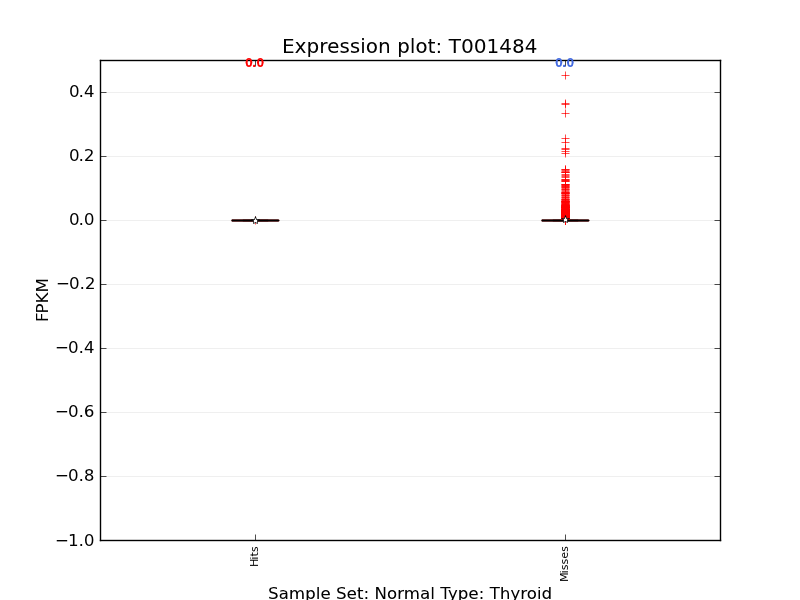 Expression plot: T001484
0.0
0.0
0.4
0.2
0.0
−0.2
−0.4
−0.6
−0.8
−1.0
FPKM
Hits
Misses
Sample Set: Normal Type: Thyroid